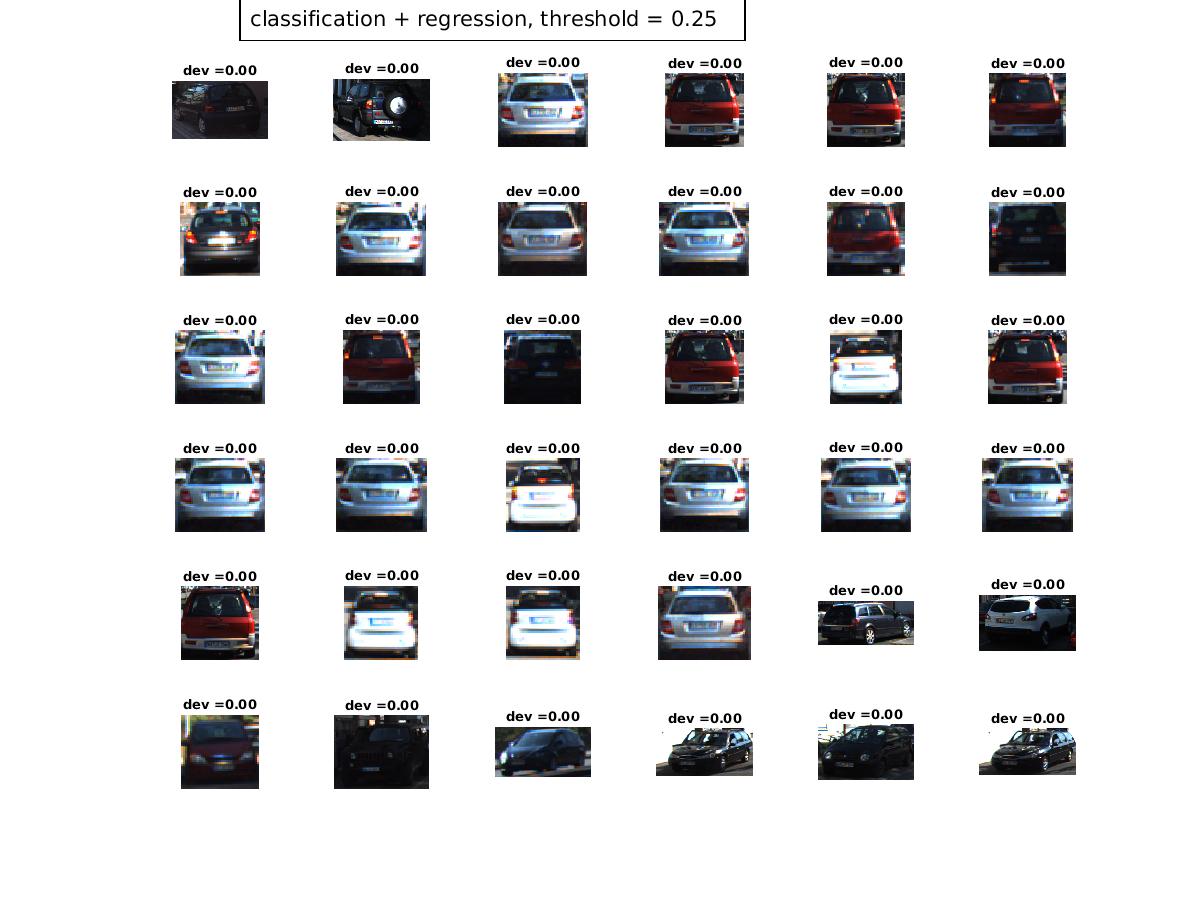 classification + regression, threshold = 0.25
dev =0.00 dev =0.00 dev =0.00 dev =0.00 dev =0.00 dev =0.00
dev =0.00 dev =0.00 dev =0.00 dev =0.00 dev =0.00 dev =0.00
dev =0.00 dev =0.00 dev =0.00 dev =0.00 dev =0.00 dev =0.00
dev =0.00 dev =0.00 dev =0.00 dev =0.00 dev =0.00 dev =0.00
dev =0.00 dev =0.00 dev =0.00 dev =0.00 dev =0.00 dev =0.00
dev =0.00 dev =0.00 dev =0.00 dev =0.00 dev =0.00 dev =0.00